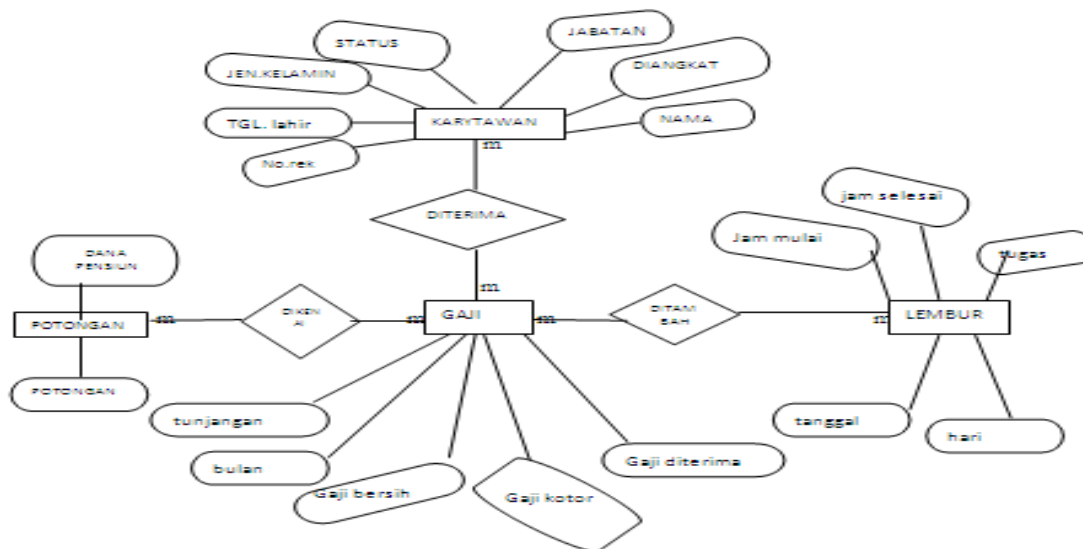 STATUS
JABATAN
JEN.KELAMIN
DIANGKAT
TGL. lahir
KARYTAWAN
NAMA
No.rek
m
DITERIMA
jam selesai
Jam mulai
tugas
DANA
PENSIUN
m
POTONGAN
m
DIKEN
AI
m
GAJI
m
DITAM
BAH
m
LEMBUR
POTONGAN
tunjangan
tanggal
hari
bulan
Gaji bersih
Gaji kotor
Gaji diterima